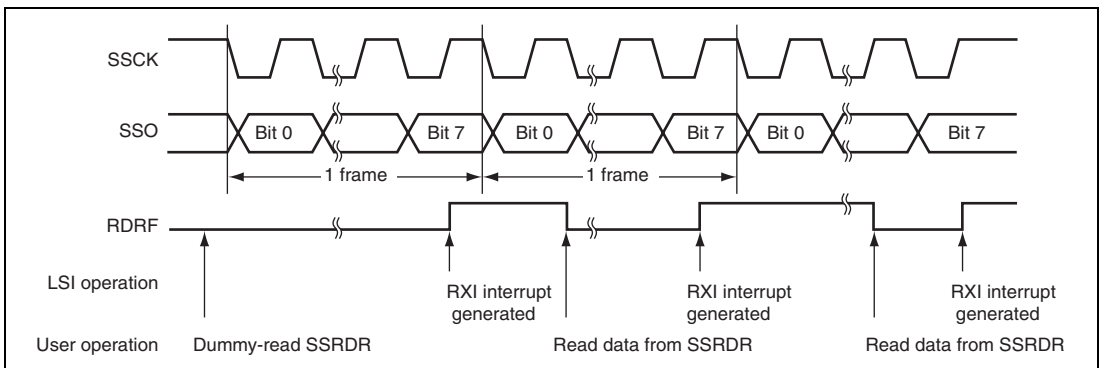 SSCK
SSO
Bit 0
Bit 7
Bit 0
Bit 7
Bit 0
Bit 7
1 frame
1 frame
RDRF
LSI operation
RXI interrupt
generated
RXI interrupt
generated
RXI interrupt
generated
User operation
Dummy-read SSRDR
Read data from SSRDR
Read data from SSRDR